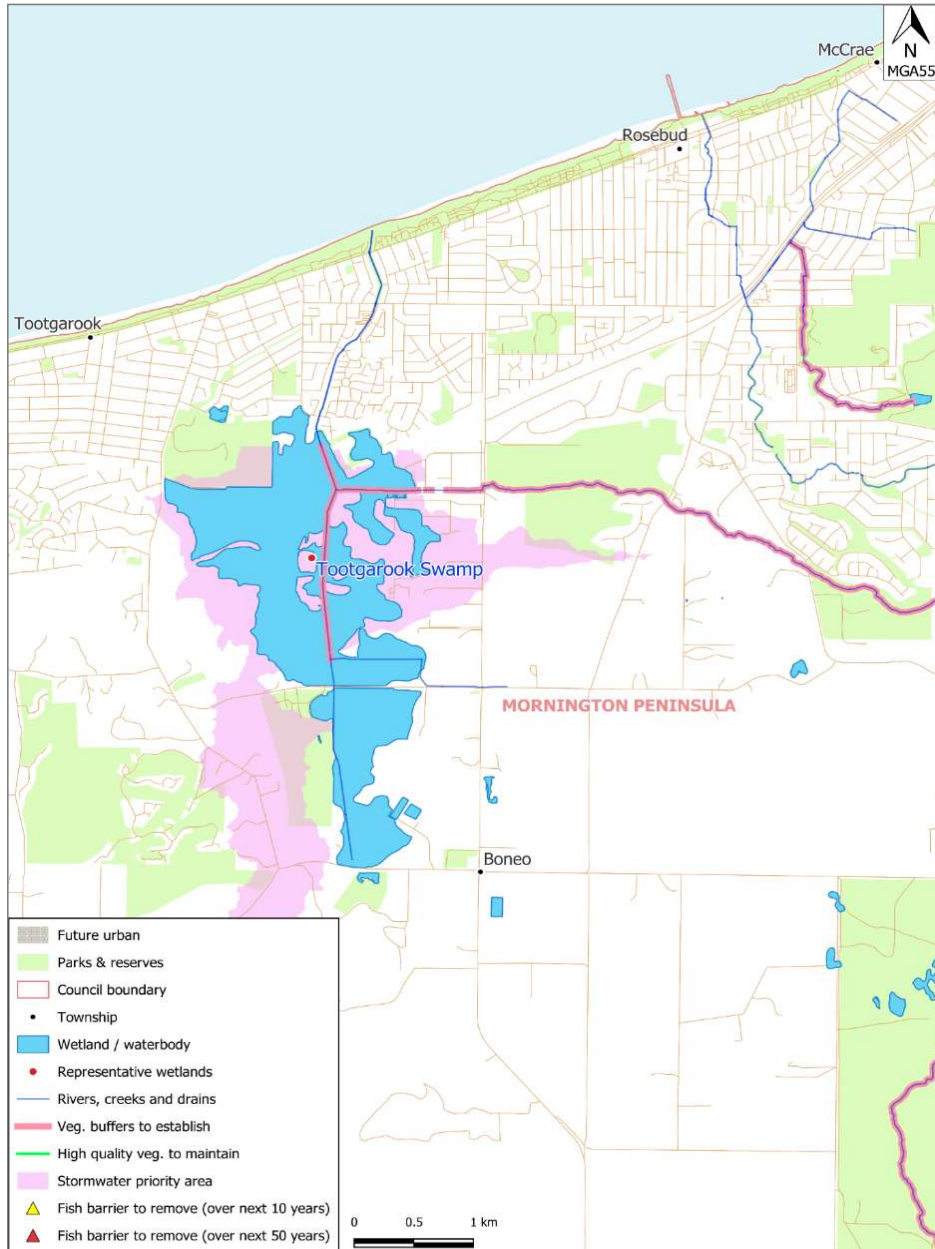 McCrae
N
MGA55
Rosebud
Tootgarook
Tootgarook Swamp
MORNINGTON PENINSULA
Boneo
Future urban
Parks & reserves
Council boundary
Township
Wetland / waterbody
Representative wetlands
Rivers, creeks and drains
Veg. buffers to establish
High quality veg. to maintain
Stormwater priority area
Fish barrier to remove (over next 10 years)
Fish barrier to remove (over next 50 years)
0 0.5 1 km